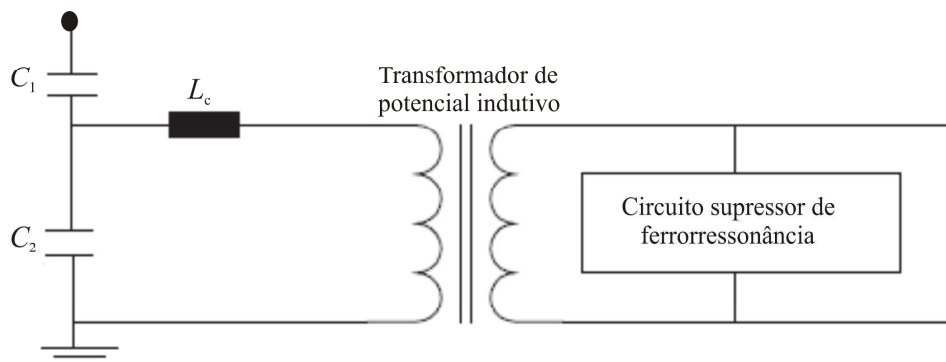 C1
Lc
Transformador de
potencial indutivo
C2
Circuito supressor de
ferrorressonância